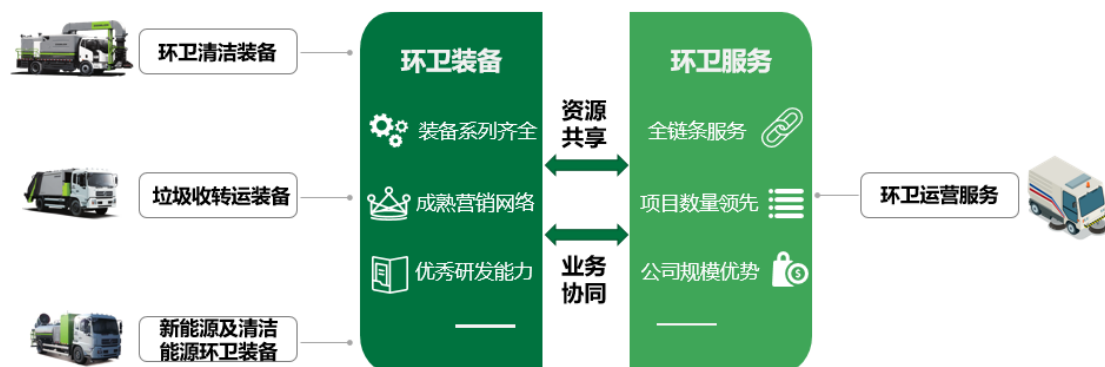 环卫清洁装备
垃圾收转运装备
新能源及清洁
能源环卫装备
环卫装备
装备系列齐全
成熟营销网络
优秀研发能力
资源
共享
业务
协同
环卫服务
全链条服务
项目数量领先
公司规模优势
环卫运营服务